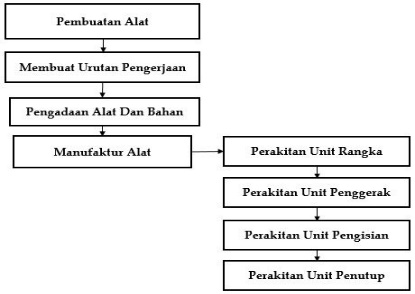 Pembuatan Alat
Membuat Urutan Pengerjaan
Pengadaan Alat Dan Bahan
Manufaktur Alat
Perakitan Unit Rangka
Perakitan Unit Penggerak
Perakitan Unit Pengisian
Perakitan Unit Penutup